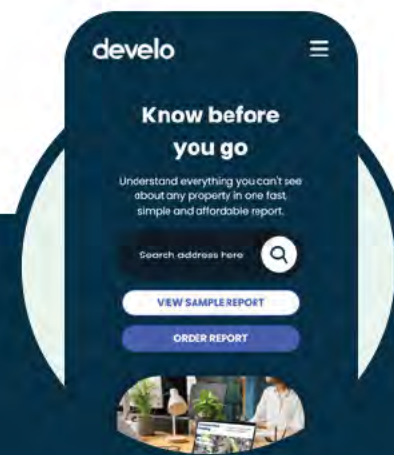 develo
Know before
you go
Understand everything you can't see
about any property in one fast,
simple and affordable report.
Search address here
VIEW SAMPLE REPORT
ORDER REPORT